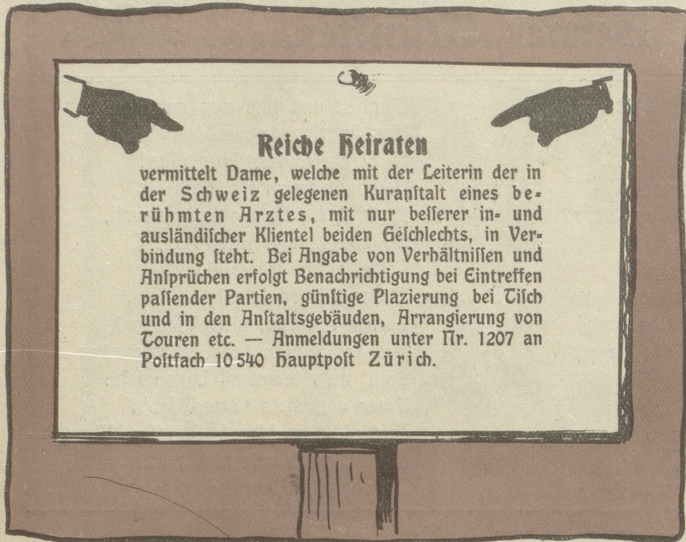 Reiche Heiraten
vermittelt Dame, welche mit der Leiterin der in
der Schweiz gelegenen Kuranſtalt eines be-
rühmten Arztes, mit nur beſſerer in- und
ausländiſcher Klientel beiden Geſchlechts, in Ver-
bindung ſteht. Bei Angabe von Verhältniſſen und
Anſprüchen erfolgt Benachrichtigung bei Eintreffen
paſſender Partien, günſtige Plazierung bei Tiſch
und in den Anſtaltsgebäuden, Arrangierung von
Touren etc. — Anmeldungen unter Nr. 1207 an
Poſtfach 10 540 Hauptpoſt Zürich.